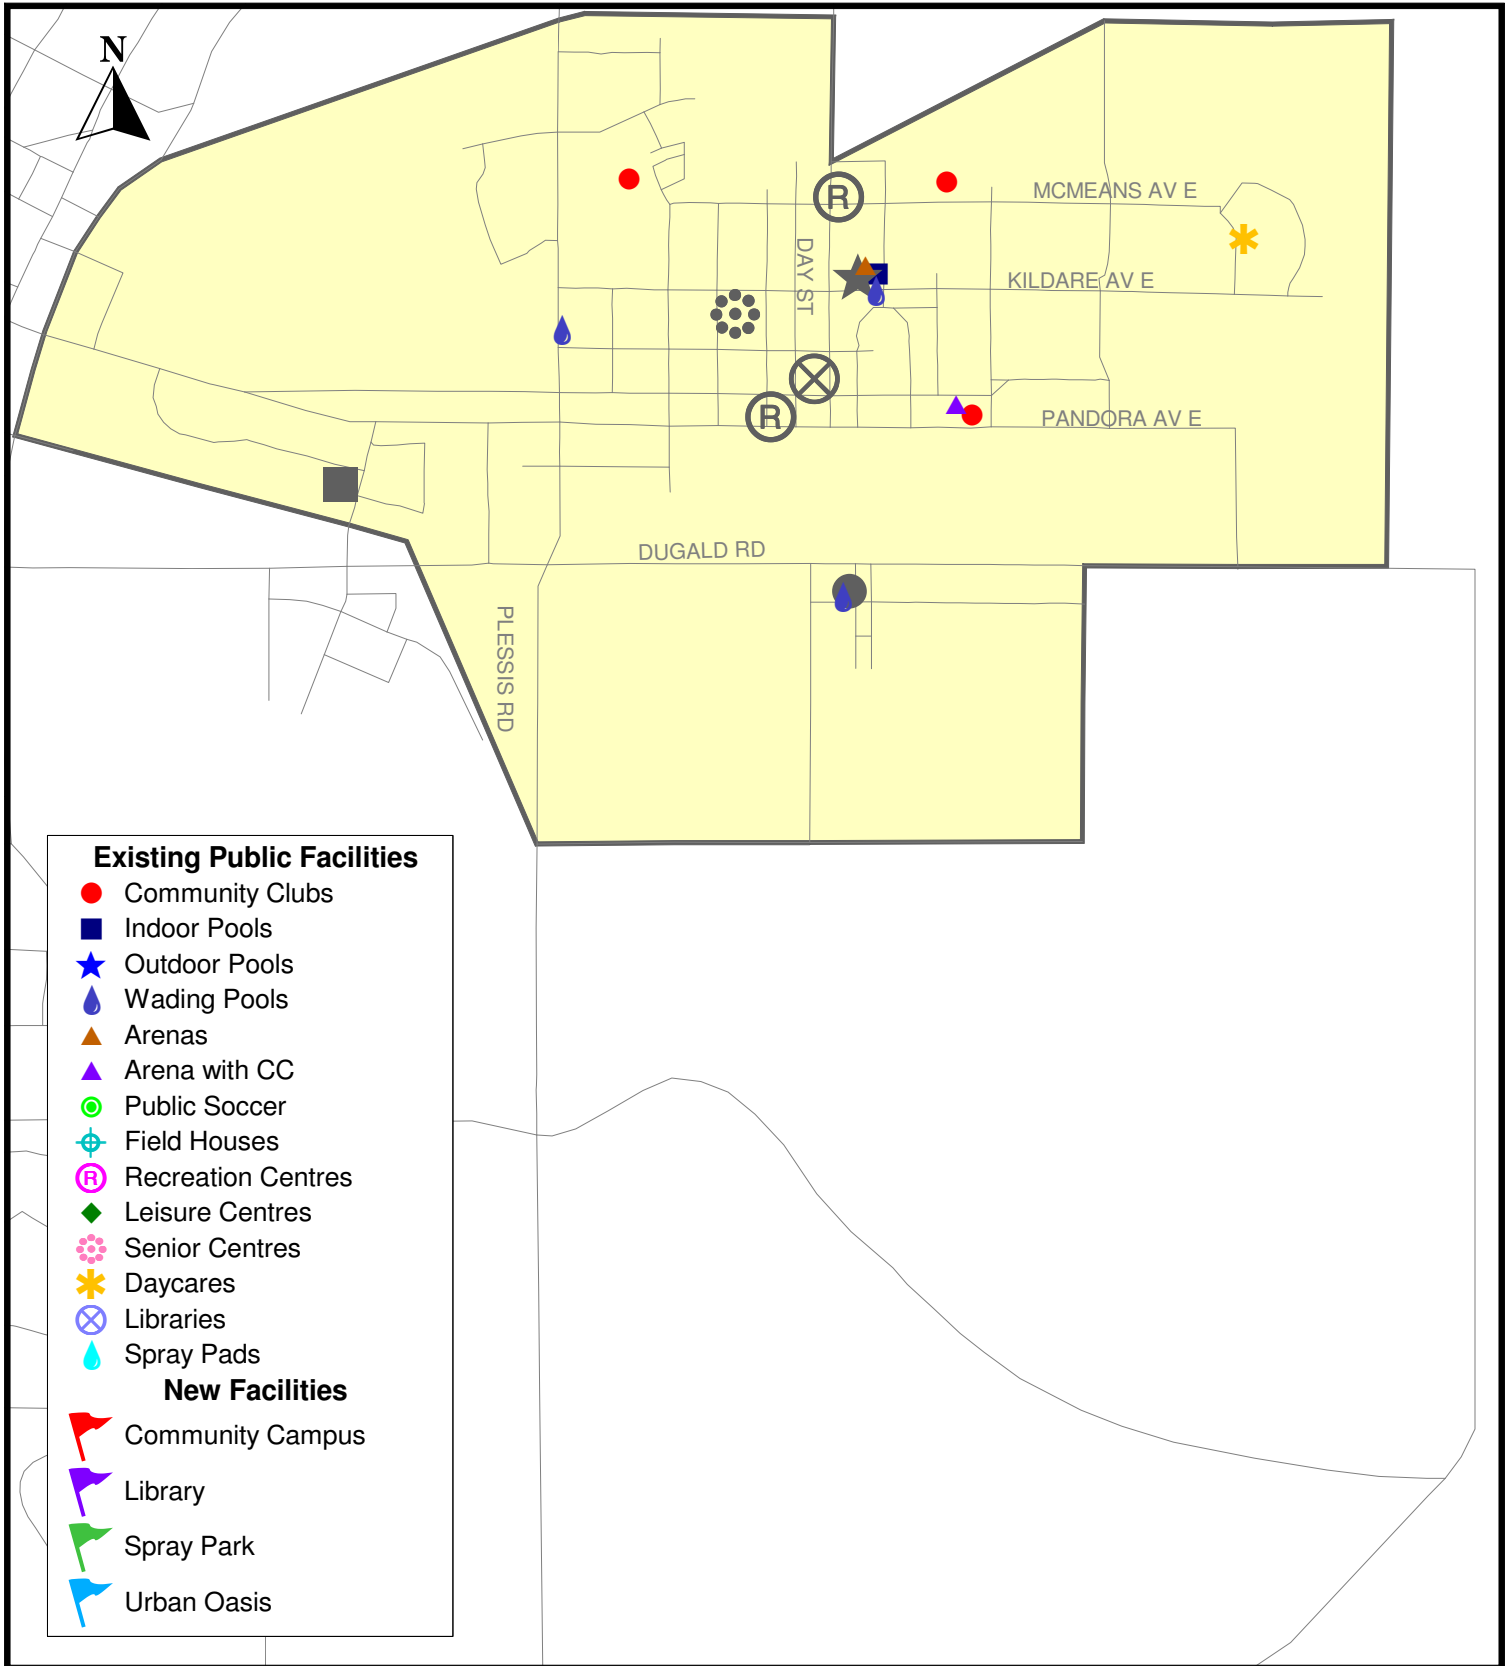 N
MCMEANS AV E
R
DAY ST
KILDARE AV E
R
PANDORA AV E
DUGALD RD
PLESSIS RD
Existing Public Facilities
Community Clubs
Indoor Pools
Outdoor Pools
Wading Pools
Arenas
Arena with CC
Public Soccer
Field Houses
R Recreation Centres
Leisure Centres
Senior Centres
Daycares
Libraries
Spray Pads
New Facilities
Community Campus
Library
Spray Park
Urban Oasis